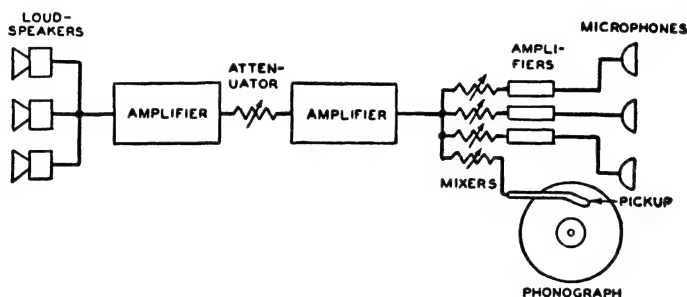 LOUD-
SPEAKERS
MICROPHONES
AMPLI-
FIERS
ATTEN-
UATOR
AMPLIFIER
AMPLIFIER
MIXERS
PICKUP
PHONOGRAPH